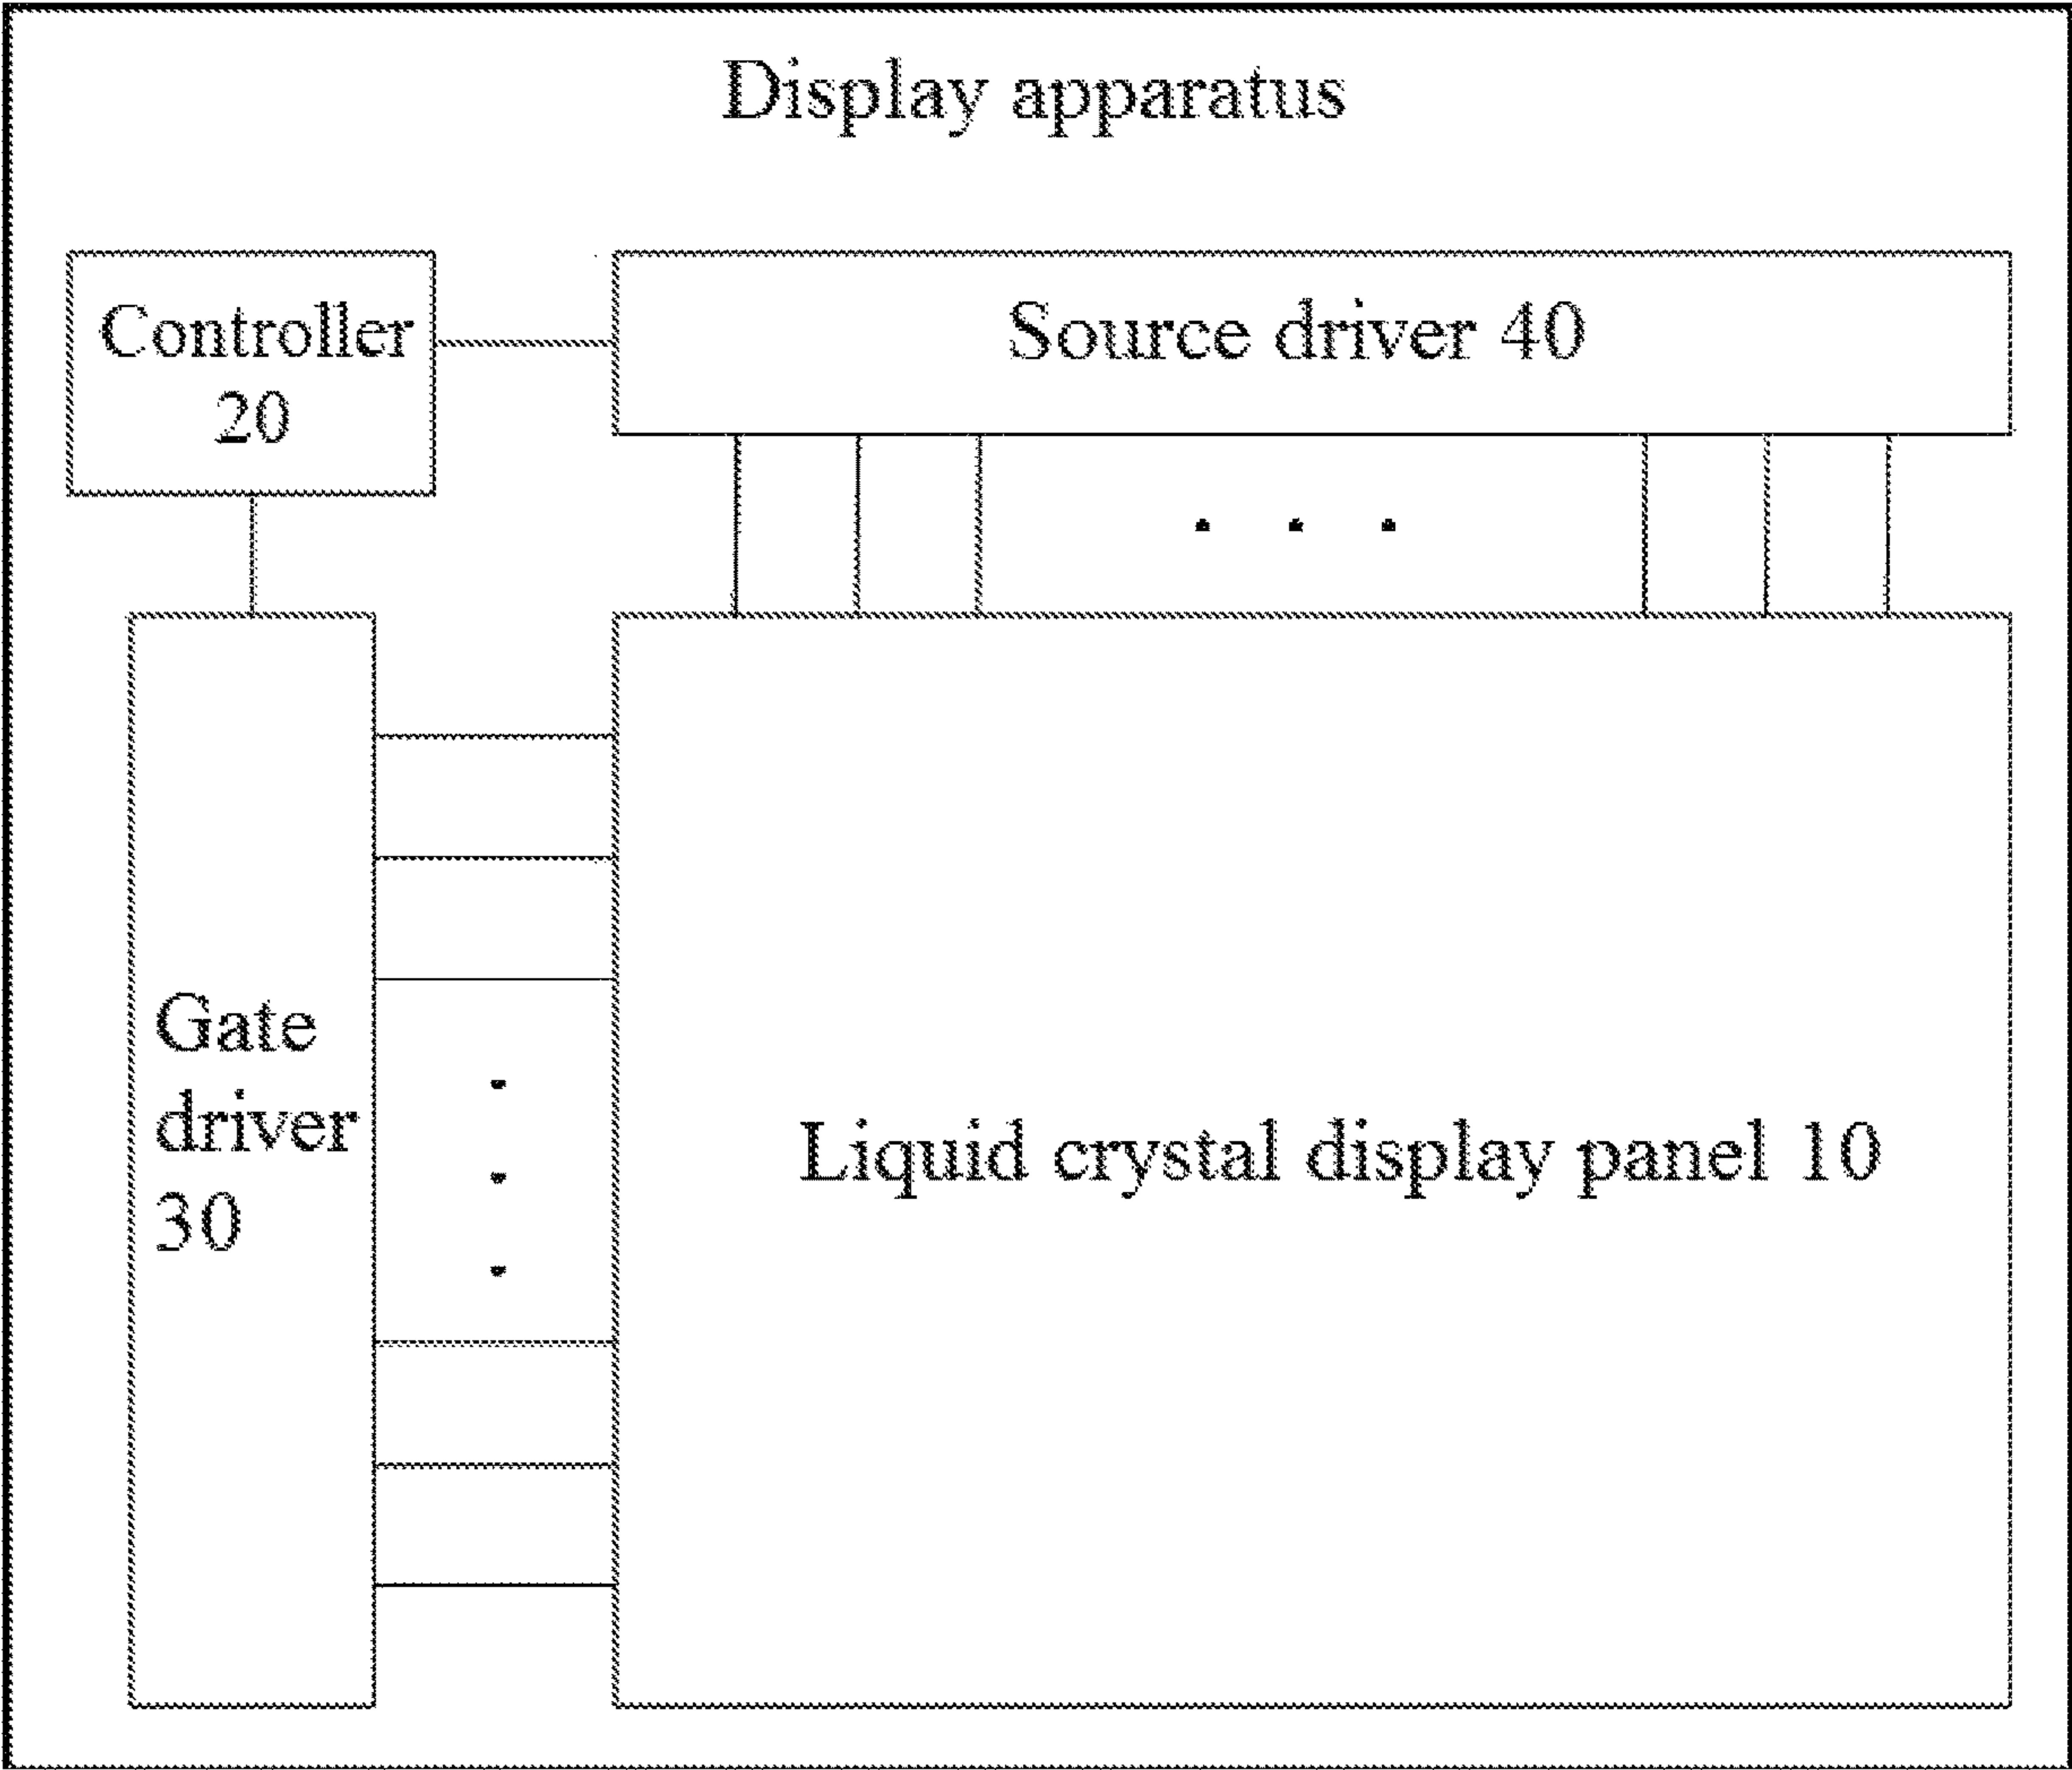 Display apparatus
Controller
20
Source driver 40
Gate
driver
30
Liquid crystal display panel 10